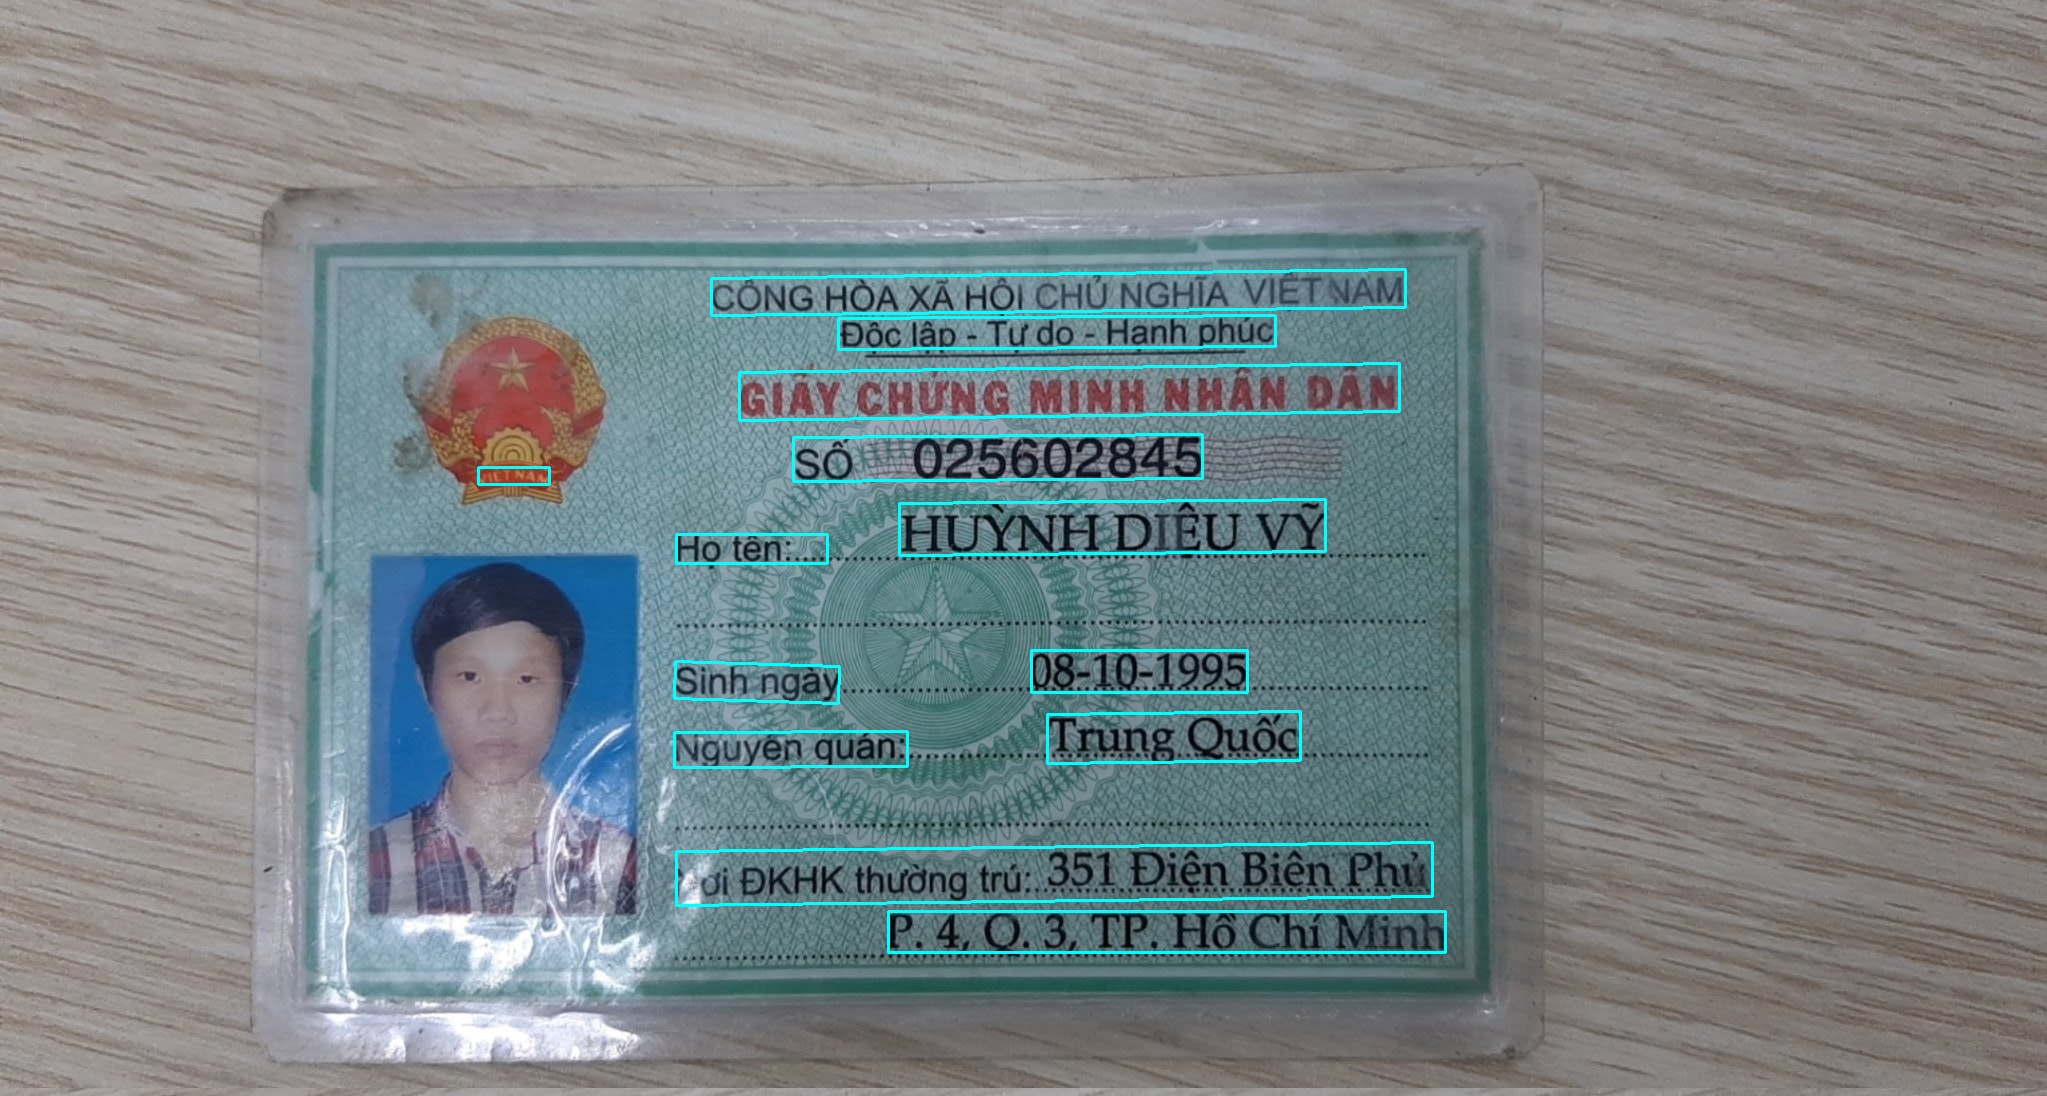 CỘNG HÒA XÃ HỘI CHỦ NGHĨA VIỆT NAM
Độc lập - Tự do - Hạnh phúc
GIẤY CHỨNG MINH NHÂN DÂN
SỐ 025602845
VIỆT NAM
Họ tên: HUỲNH DIỆU VỸ
Sinh ngày 08-10-1995
Nguyên quán: Trung Quốc
Nơi ĐKHK thường trú: 351 Điện Biên Phủ
P. 4, Q. 3, TP. Hồ Chí Minh